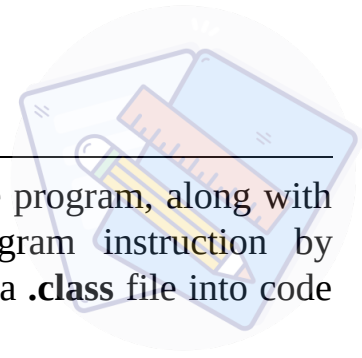 program, along with
gram instruction by
a .class file into code